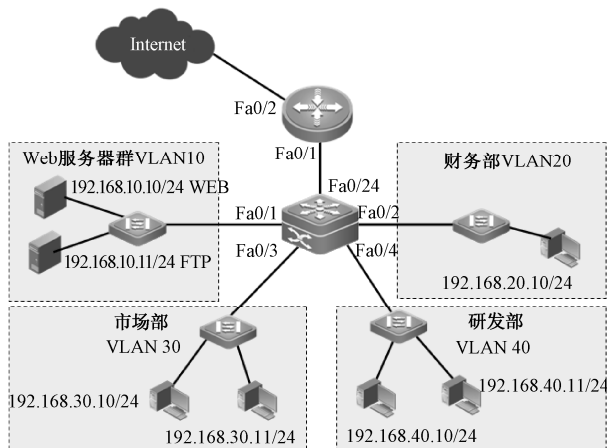 Internet
Fa0/2
Fa0/1
Web服务器群VLAN10
192.168.10.10/24 WEB
192.168.10.11/24 FTP
财务部VLAN20
192.168.20.10/24
Fa0/24
Fa0/1
Fa0/2
Fa0/3
Fa0/4
市场部
VLAN 30
192.168.30.10/24
192.168.30.11/24
研发部
VLAN 40
192.168.40.11/24
192.168.40.10/24